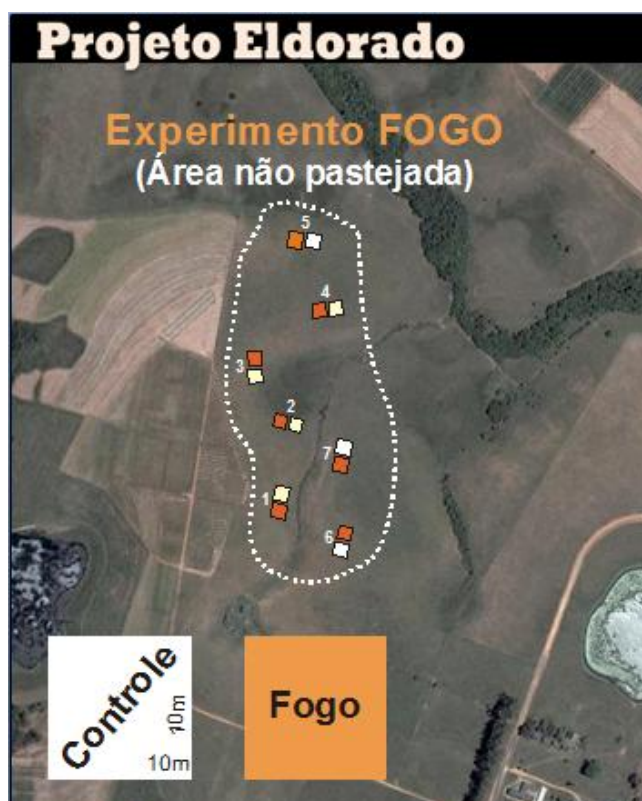 Projeto Eldorado
Experimento FOGO
(Área não pastejada)
5
4
3
2
7
1
6
Controle
10m
10m
Fogo